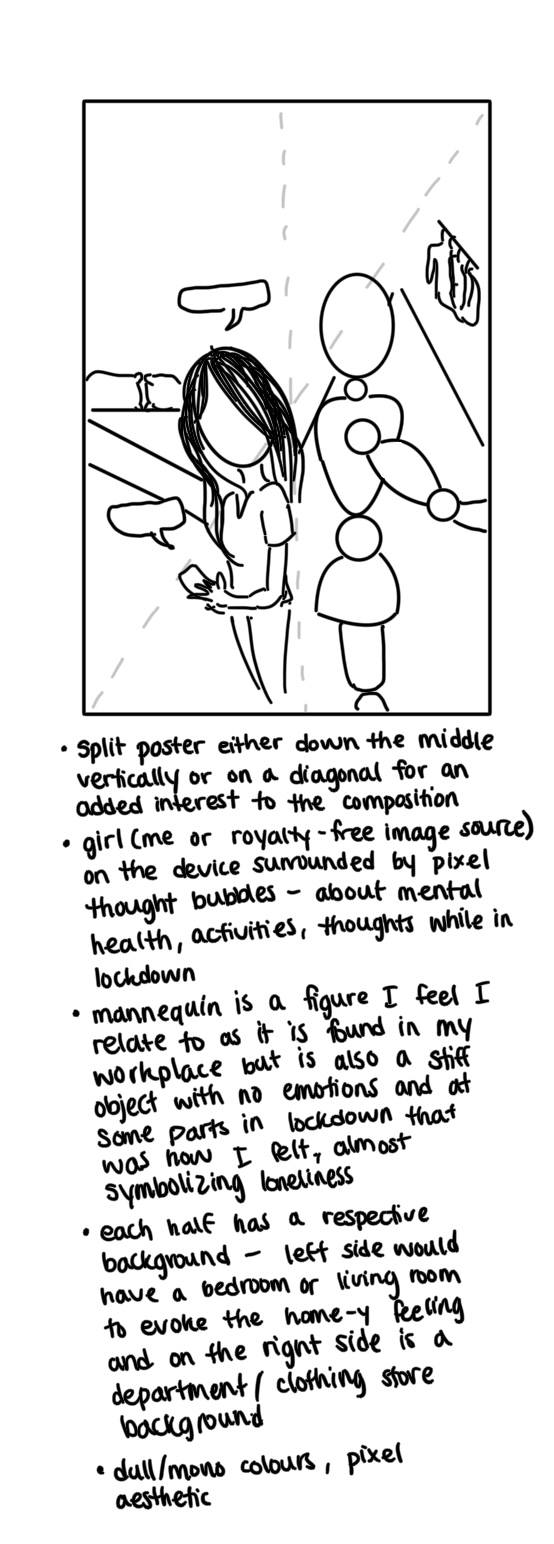 • split poster either down the middle
vertically or on a diagonal for an
added interest to the composition
• girl (me or royalty-free image source)
on the device surrounded by pixel
thought bubbles - about mental
health, activities, thoughts while in
lockdown
• mannequin is a figure I feel I
relate to as it is found in my
workplace but is also a stiff
object with no emotions and at
some parts in lockdown that
was how I felt, almost
symbolizing loneliness
• each half has a respective
background - left side would
have a bedroom or living room
to evoke the home-y feeling
and on the right side is a
department/clothing store
background
• dull/mono colours, pixel
aesthetic